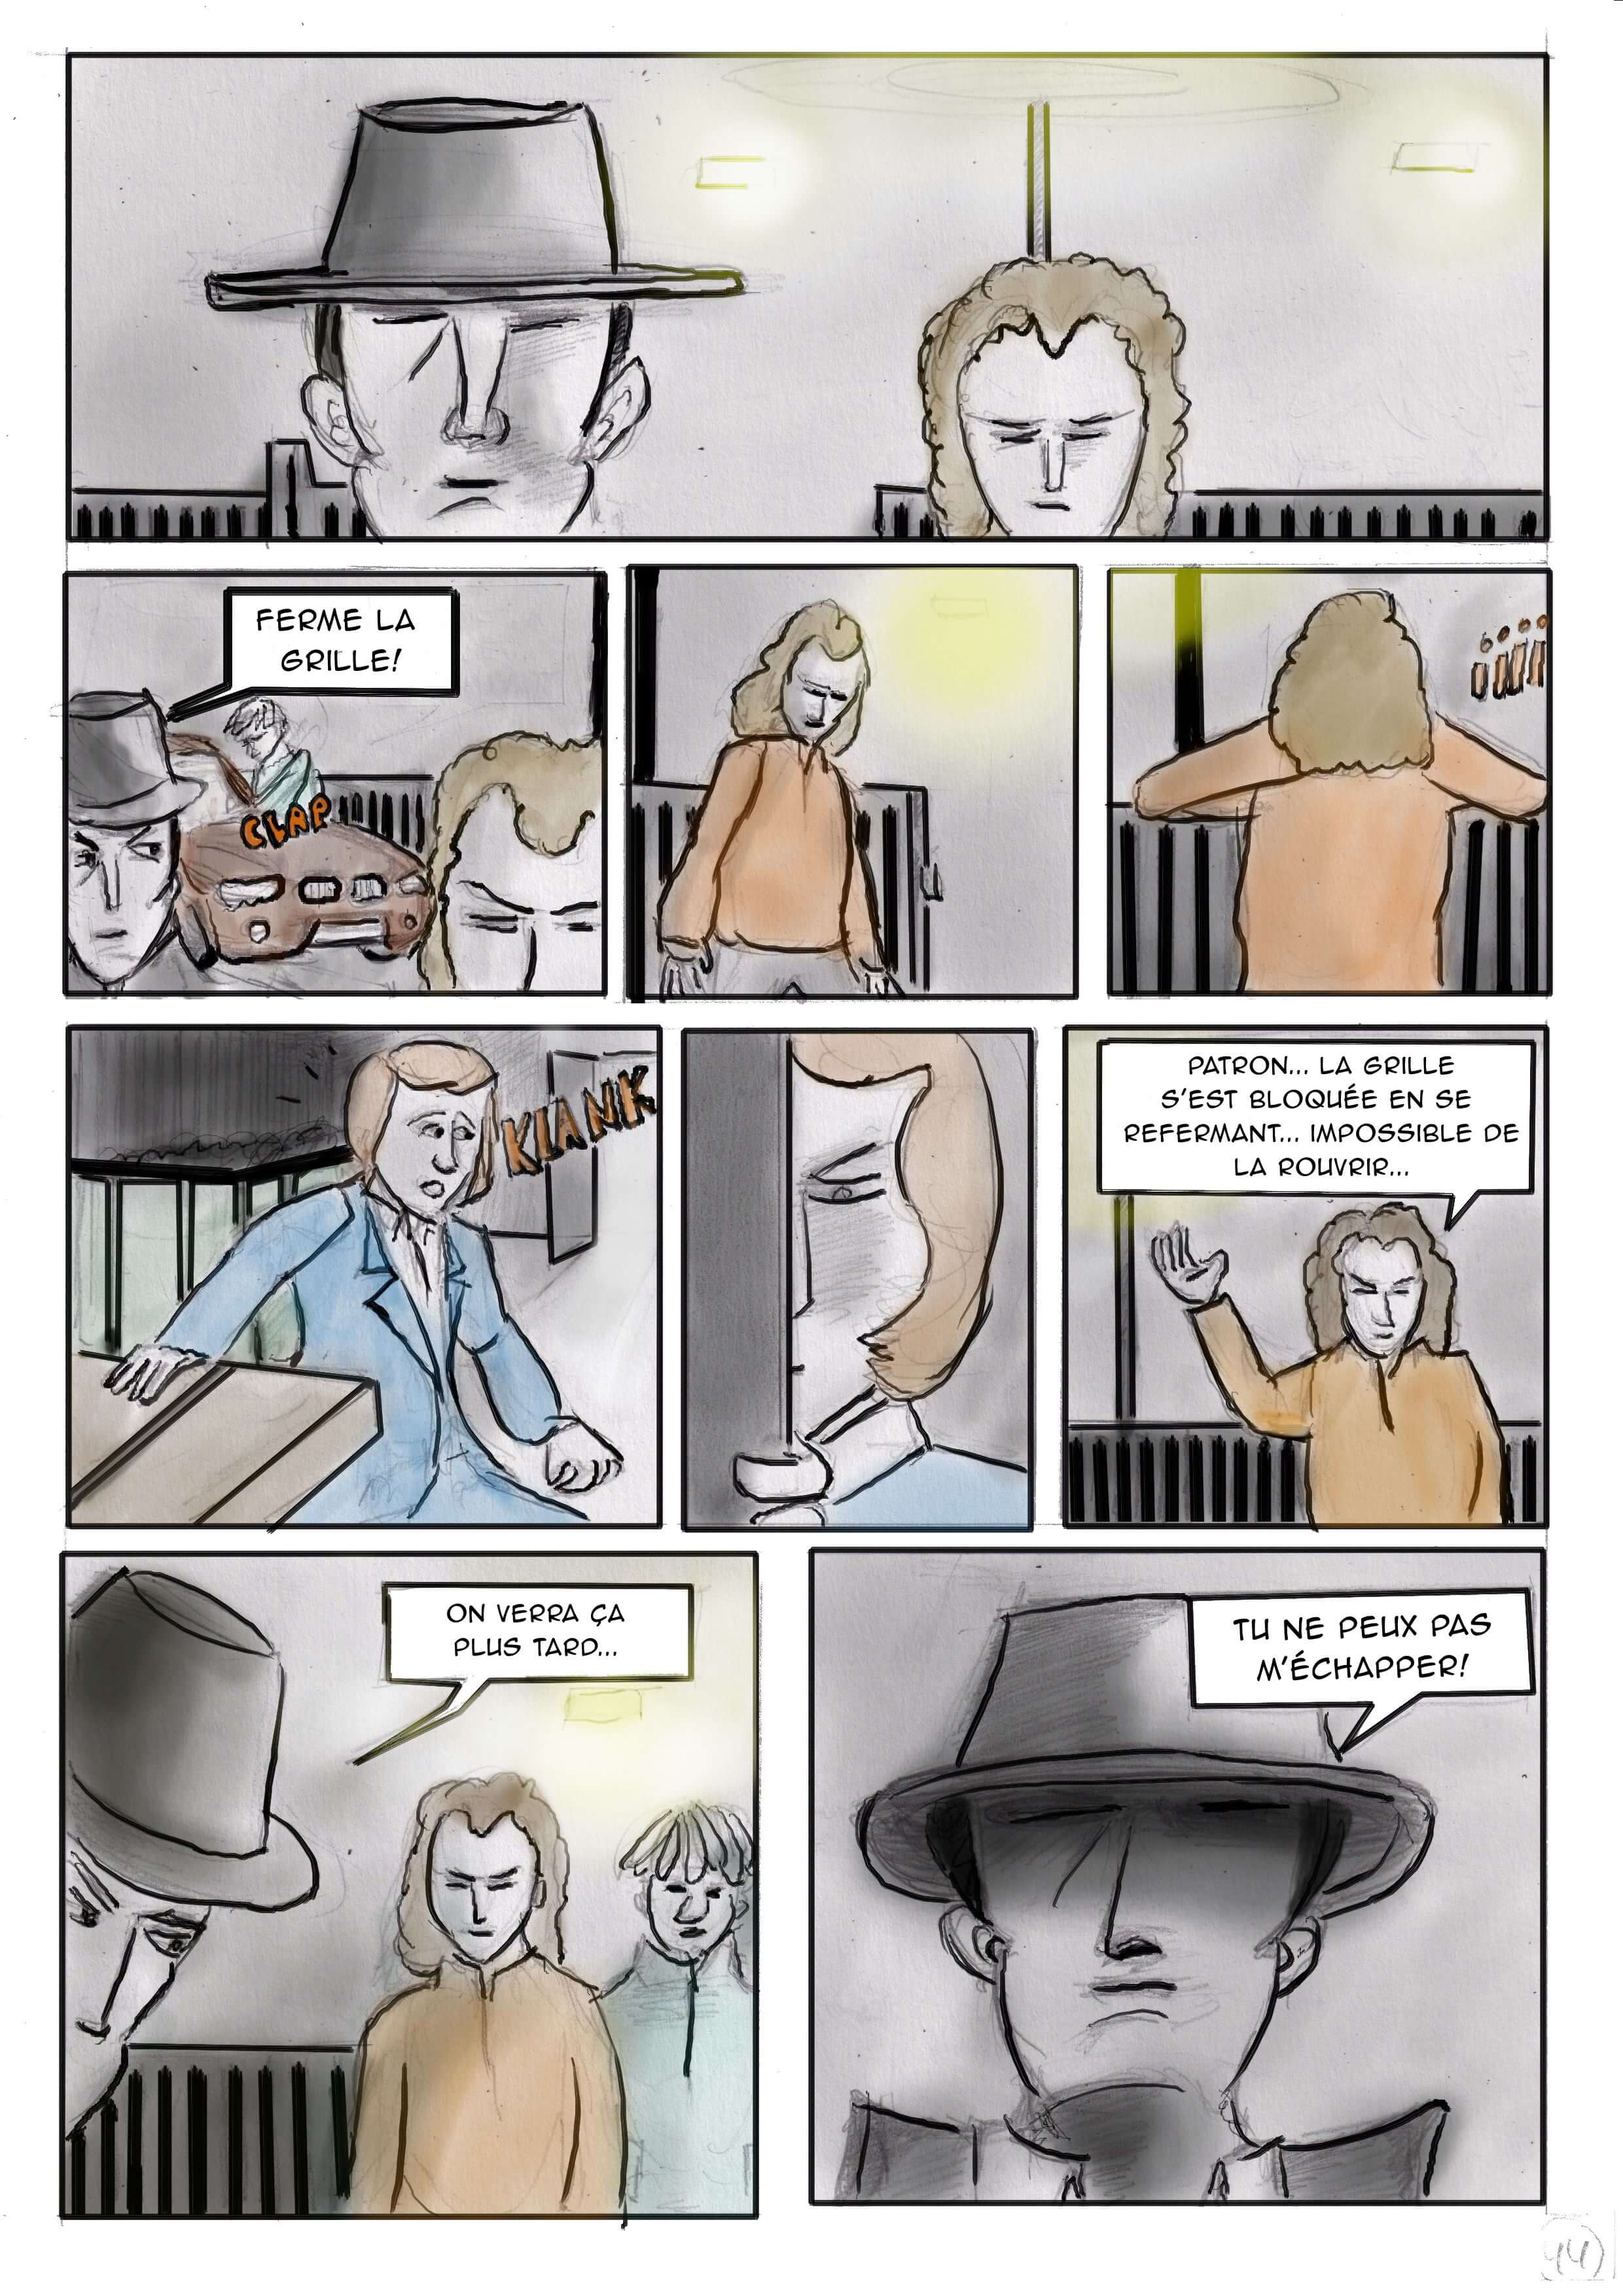 FERME LA
GRILLE!
CLAP
!!!!
KLANK
PATRON... LA GRILLE
S'EST BLOQUÉE EN SE
REFERMANT... IMPOSSIBLE DE
LA ROUVRIR...
ON VERRA ÇA
PLUS TARD...
TU NE PEUX PAS
M'ÉCHAPPER!
44